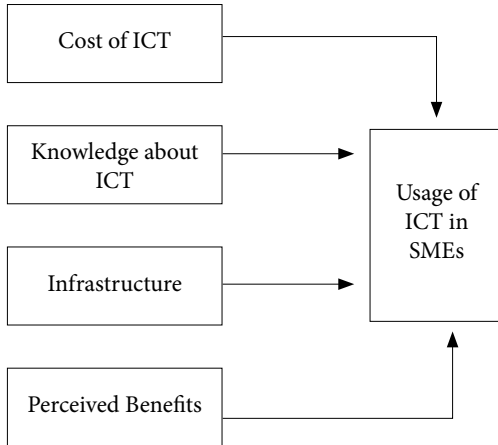 Cost of ICT
Knowledge about
ICT
Infrastructure
Perceived Benefits
Usage of
ICT in
SMEs